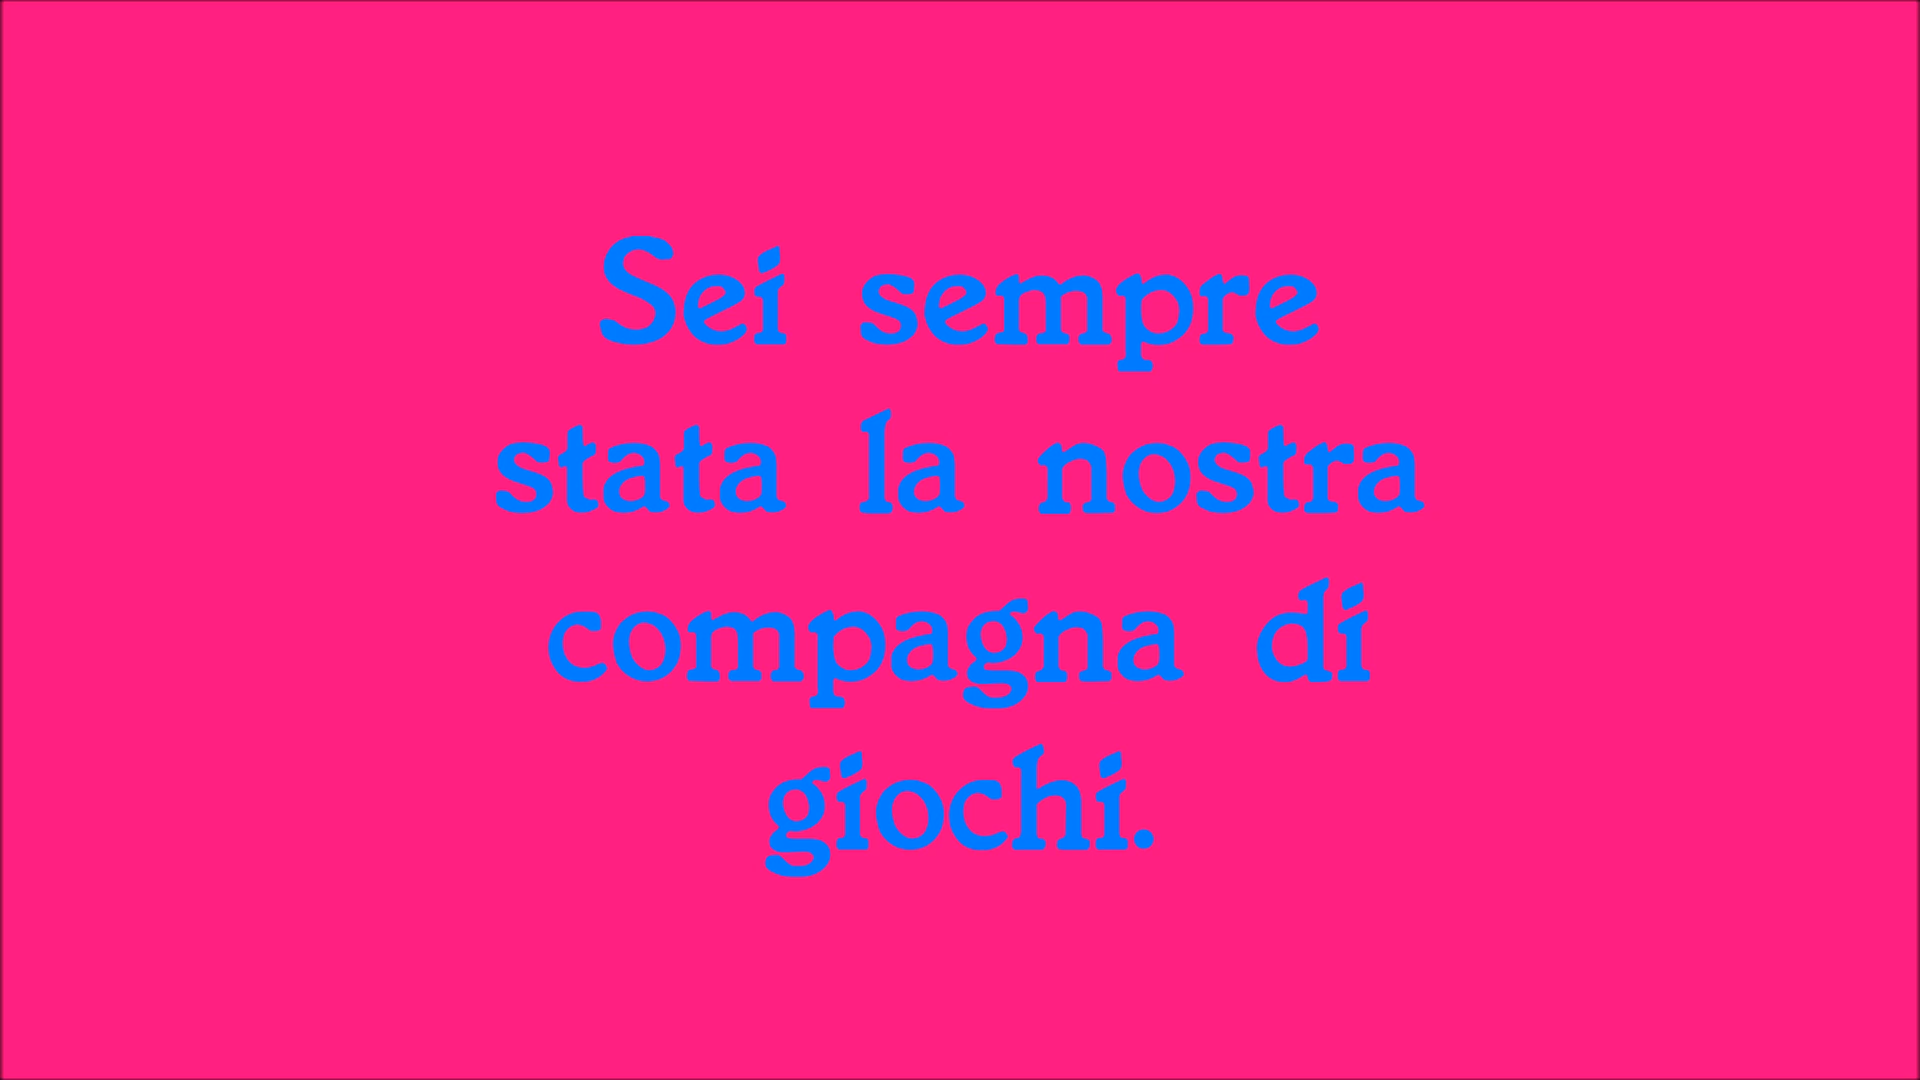 Sei sempre
stata la nostra
compagna di
giochi.